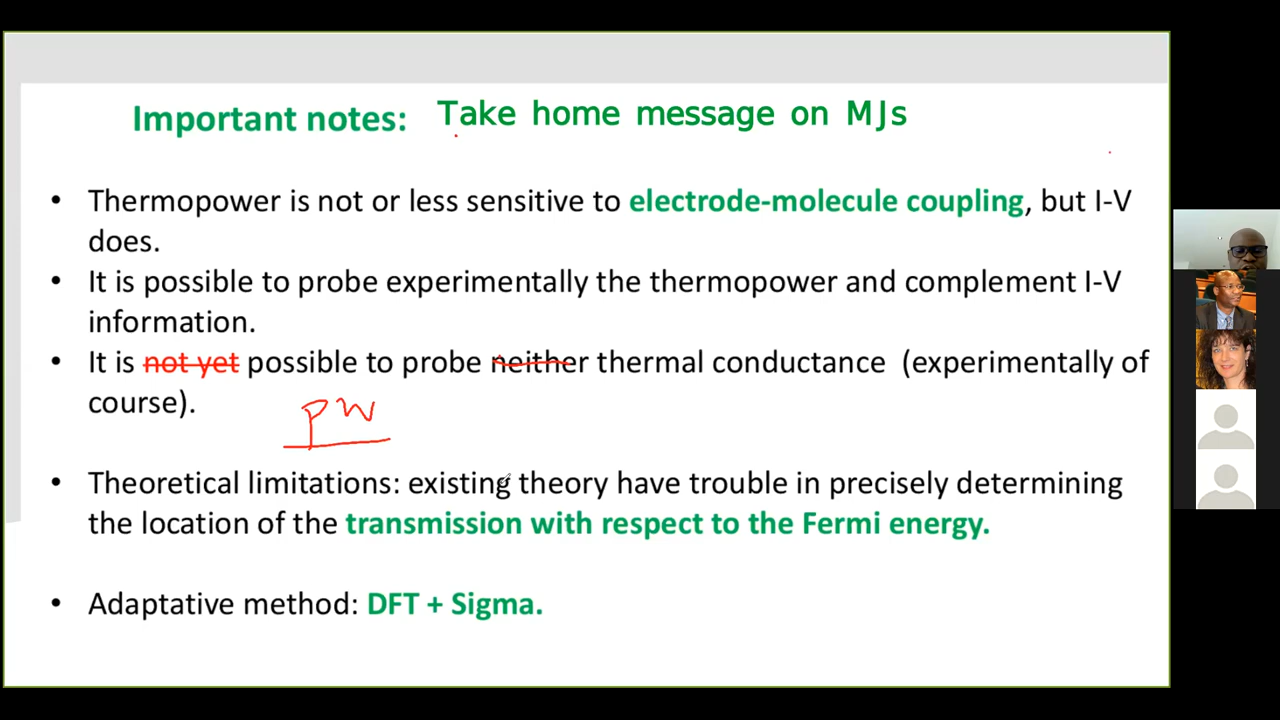 Important notes: Take home message on MJs
• Thermopower is not or less sensitive to electrode-molecule coupling, but I-V
does.
• It is possible to probe experimentally the thermopower and complement I-V
information.
• It is not yet possible to probe neither thermal conductance (experimentally of
course).
pW
• Theoretical limitations: existing theory have trouble in precisely determining
the location of the transmission with respect to the Fermi energy.
• Adaptative method: DFT + Sigma.